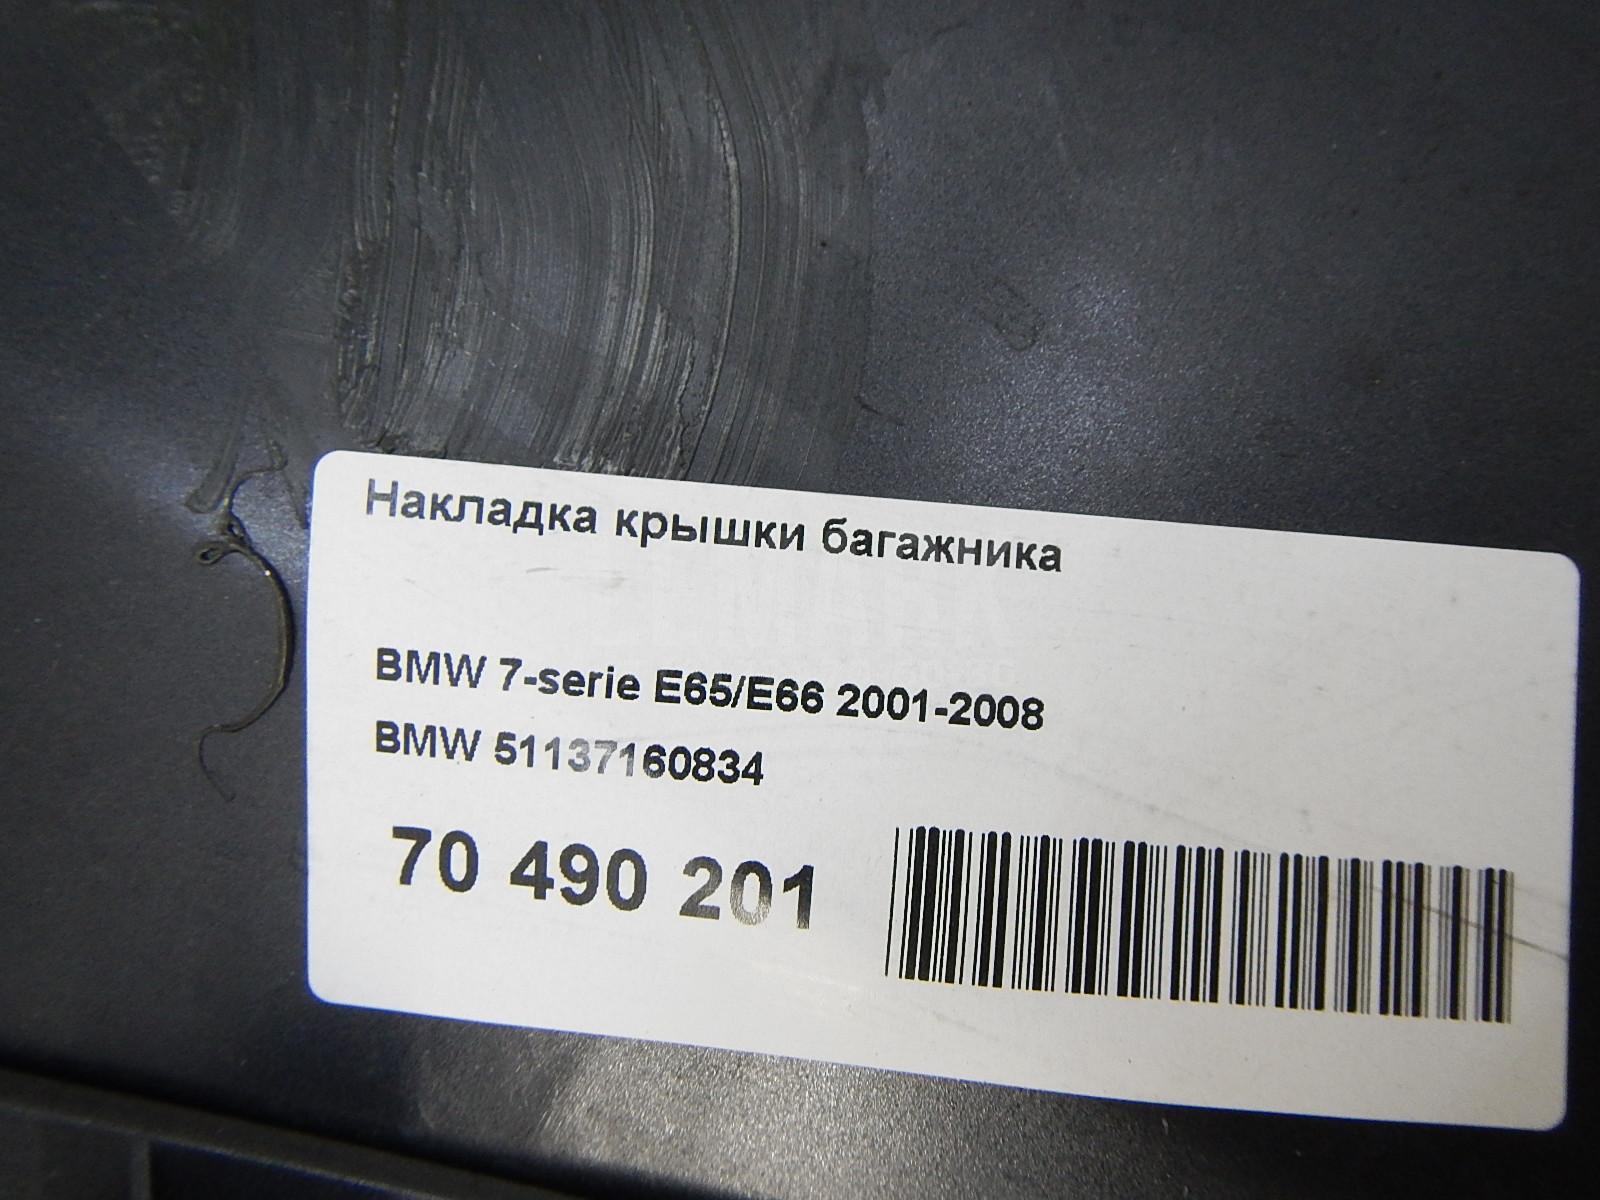 Накладка крышки багажника
BMW 7-serie E65/E66 2001-2008
BMW 51137160834
70 490 201